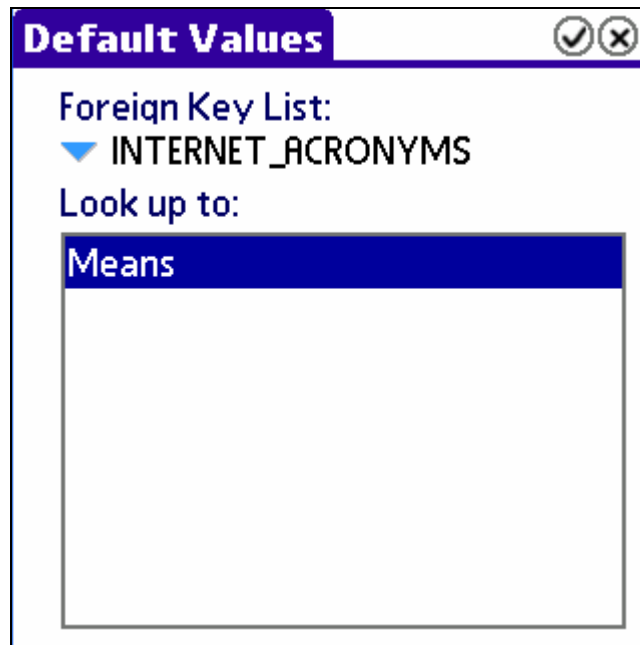 Default Values
Foreign Key List:
INTERNET_ACRONYMS
Look up to:
Means